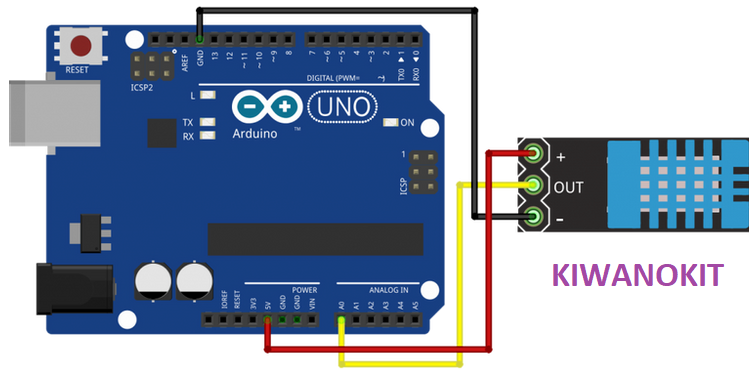 RESET
ICSP2
AREF
GND
13
12
~11
~10
~9
8
7
~6
~5
4
~3
2
TX0 ▶ 1
RX0 ◀ 0
DIGITAL (PWM=
L
TX
RX
UNO
Arduino
TM
ON
1
ICSP
+
OUT
-
KIWANOKIT
POWER
ANALOG IN
IOREF
RESET
3V3
5V
GND
GND
VIN
A0
A1
A2
A3
A4
A5